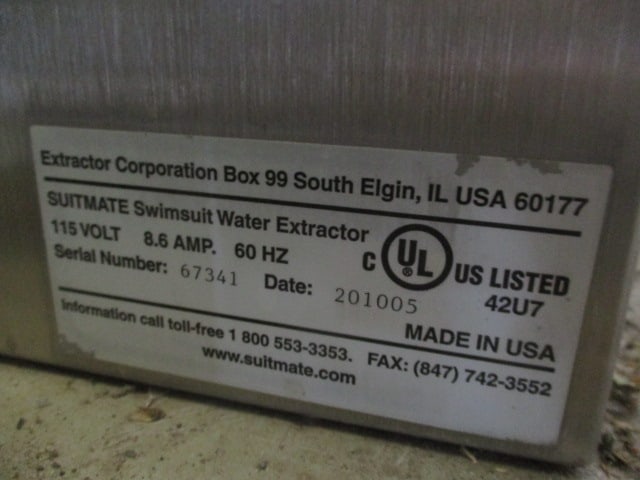 Extractor Corporation Box 99 South Elgin, IL USA 60177
SUITMATE Swimsuit Water Extractor
115 VOLT 8.6 AMP. 60 HZ
C UL ® US LISTED
42U7
Serial Number: 67341 Date: 201005
MADE IN USA
Information call toll-free 1 800 553-3353. FAX: (847) 742-3552
www.suitmate.com